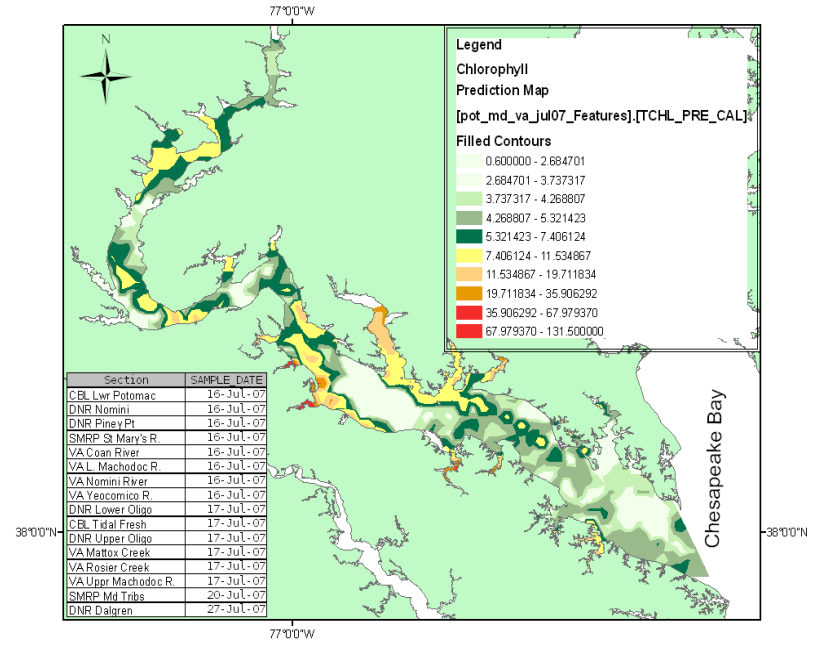 77°0'0"W
N
Legend
Chlorophyll
Prediction Map
[pot_md_va_jul07_Features].[TCHL_PRE_CAL]
Filled Contours
0.600000 - 2.684701
2.684701 - 3.737317
3.737317 - 4.268807
4.268807 - 5.321423
5.321423 - 7.406124
7.406124 - 11.534867
11.534867 - 19.711834
19.711834 - 35.906292
35.906292 - 67.979370
67.979370 - 131.500000
Section SAMPLE_DATE
CBL Lwr Potomac 16-Jul-07
DNR Nomini 16-Jul-07
DNR Piney Pt 16-Jul-07
SMRP St Mary's R. 16-Jul-07
VA Coan River 16-Jul-07
VA L. Machodoc R. 16-Jul-07
VA Nomini River 16-Jul-07
VA Yeocomico R. 16-Jul-07
DNR Lower Oligo 17-Jul-07
CBL Tidal Fresh 17-Jul-07
DNR Upper Oligo 17-Jul-07
VA Mattox Creek 17-Jul-07
VA Rosier Creek 17-Jul-07
VA Uppr Machodoc R. 17-Jul-07
SMRP Md Tribs 20-Jul-07
DNR Dalgren 27-Jul-07
Chesapeake Bay
38°0'0"N
38°0'0"N
77°0'0"W